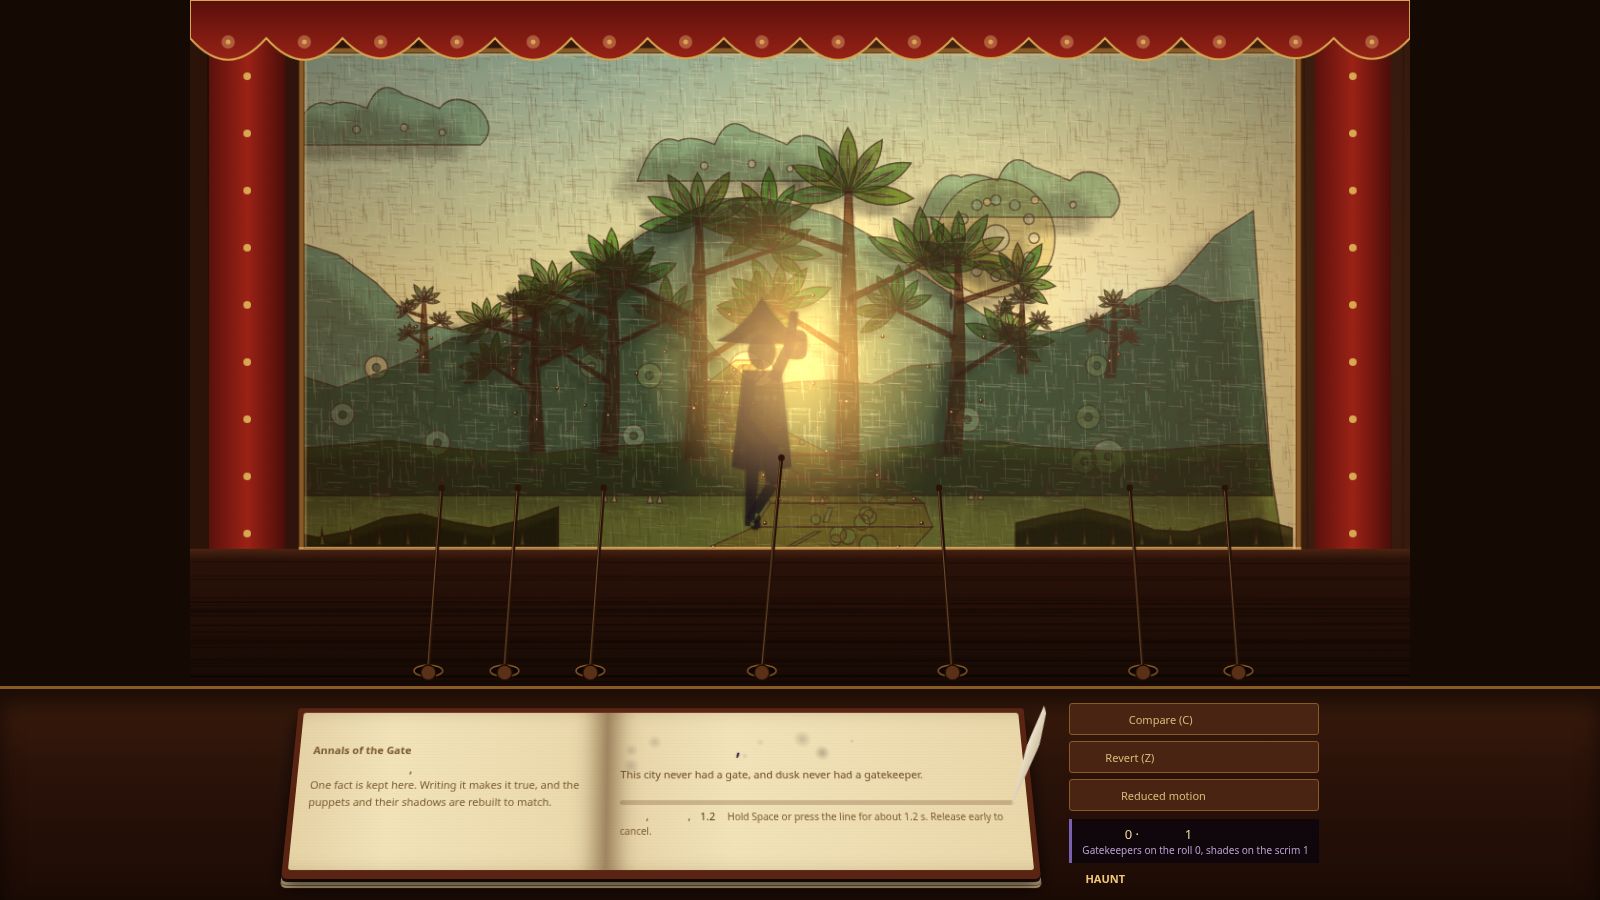 Annals of the Gate
,
One fact is kept here. Writing it makes it true, and the
puppets and their shadows are rebuilt to match.
,
This city never had a gate, and dusk never had a gatekeeper.
, , 1.2 Hold Space or press the line for about 1.2 s. Release early to
cancel.
Compare (C)
Revert (Z)
Reduced motion
0 · 1
Gatekeepers on the roll 0, shades on the scrim 1
HAUNT